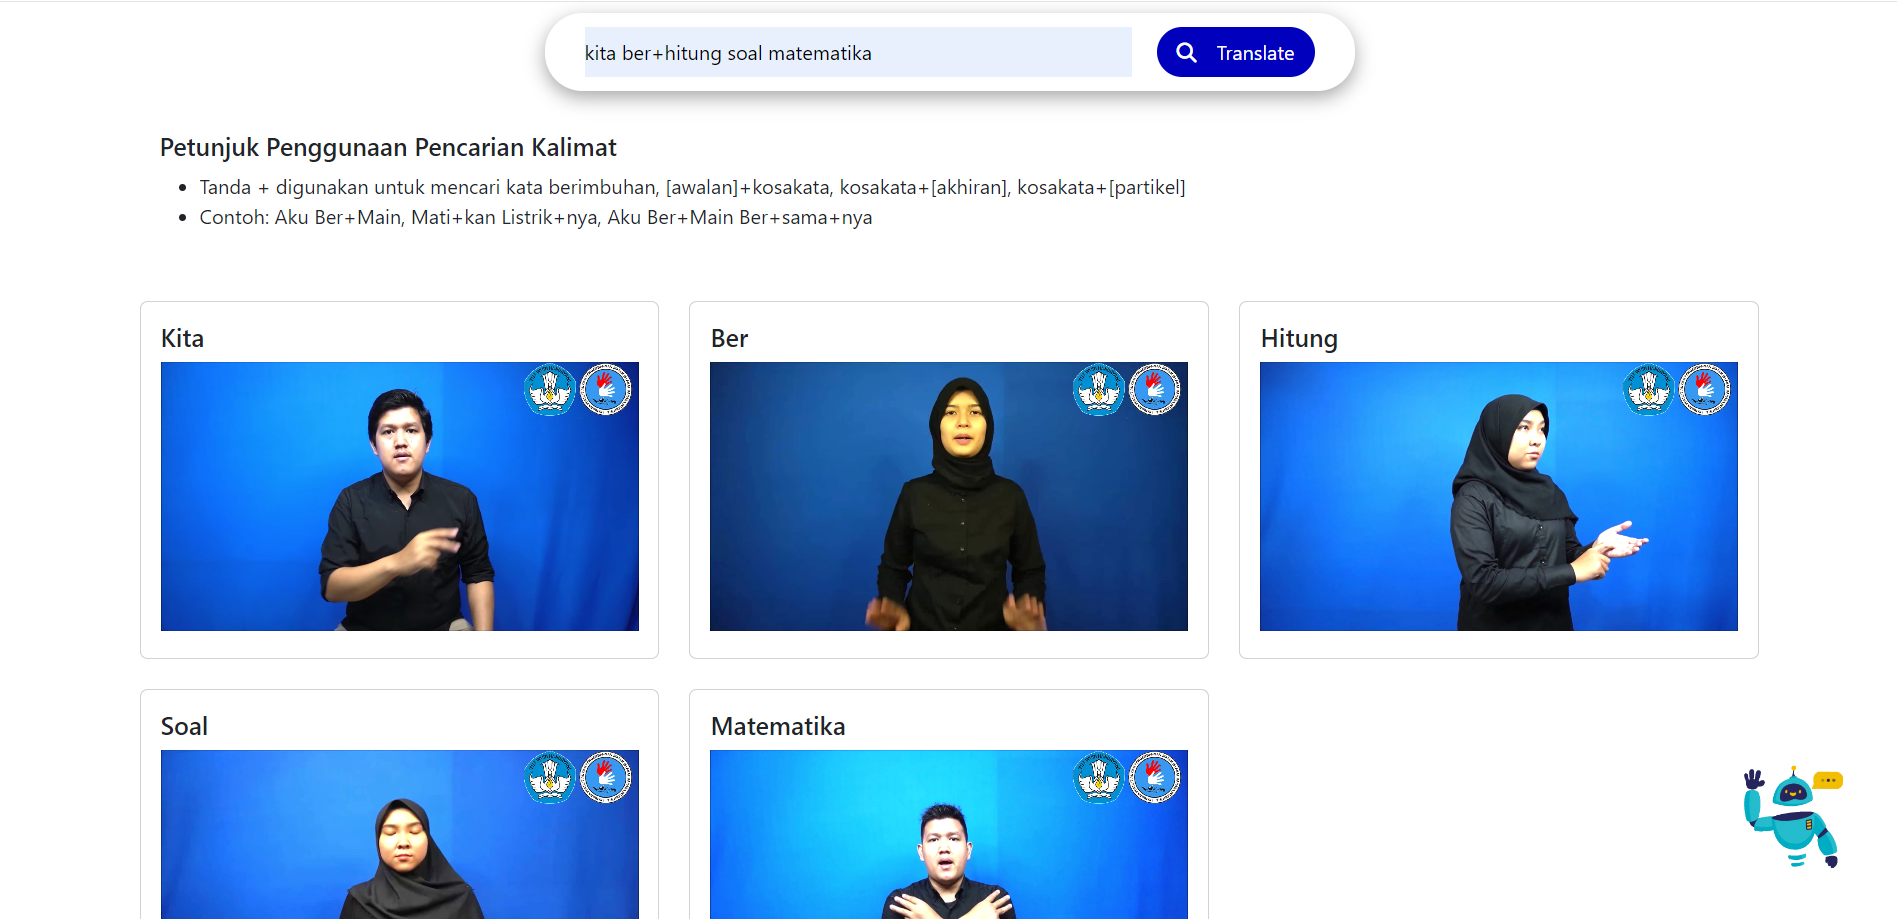 kita ber+hitung soal matematika
Translate
Petunjuk Penggunaan Pencarian Kalimat
Tanda + digunakan untuk mencari kata berimbuhan, [awalan]+kosakata, kosakata+[akhiran], kosakata+[partikel]
Contoh: Aku Ber+Main, Mati+kan Listrik+nya, Aku Ber+Main Ber+sama+nya
Kita
Ber
Hitung
Soal
Matematika